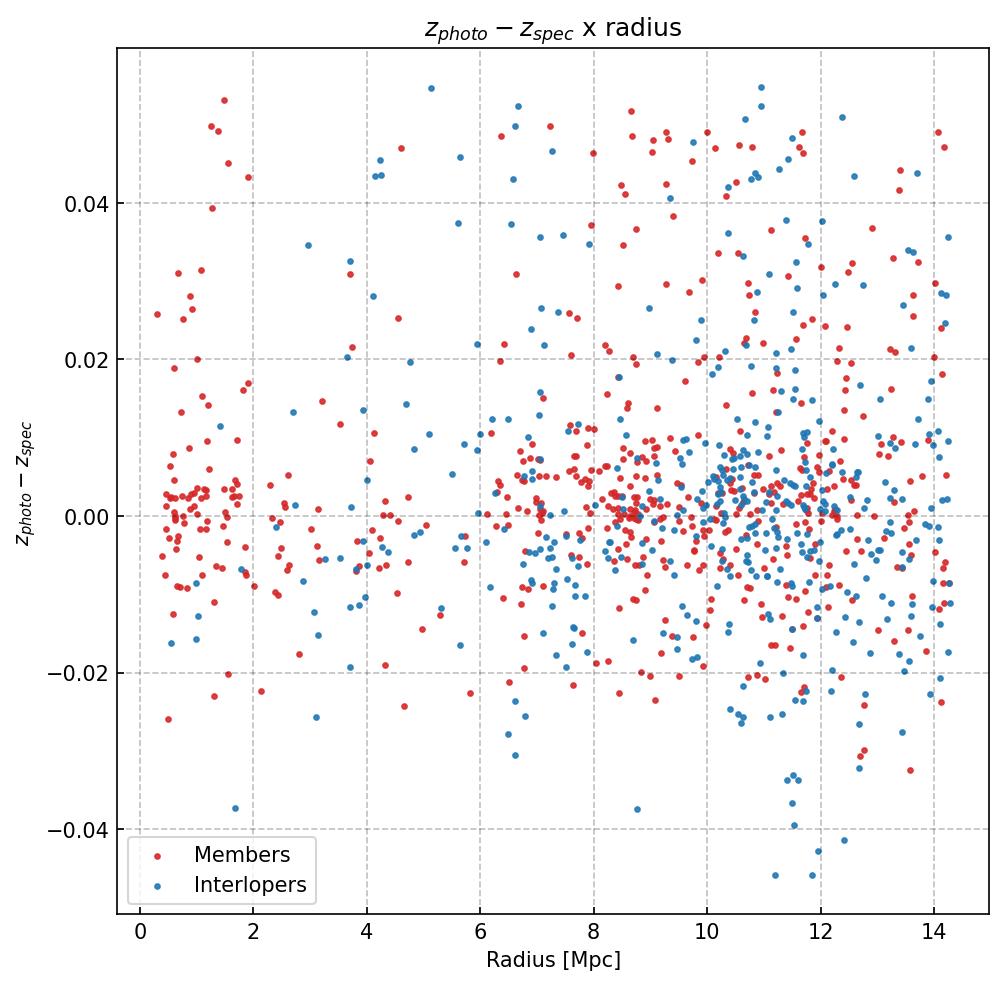 z_photo − z_spec x radius
z_photo − z_spec
0.04
0.02
0.00
−0.02
−0.04
Members
Interlopers
0 2 4 6 8 10 12 14
Radius [Mpc]